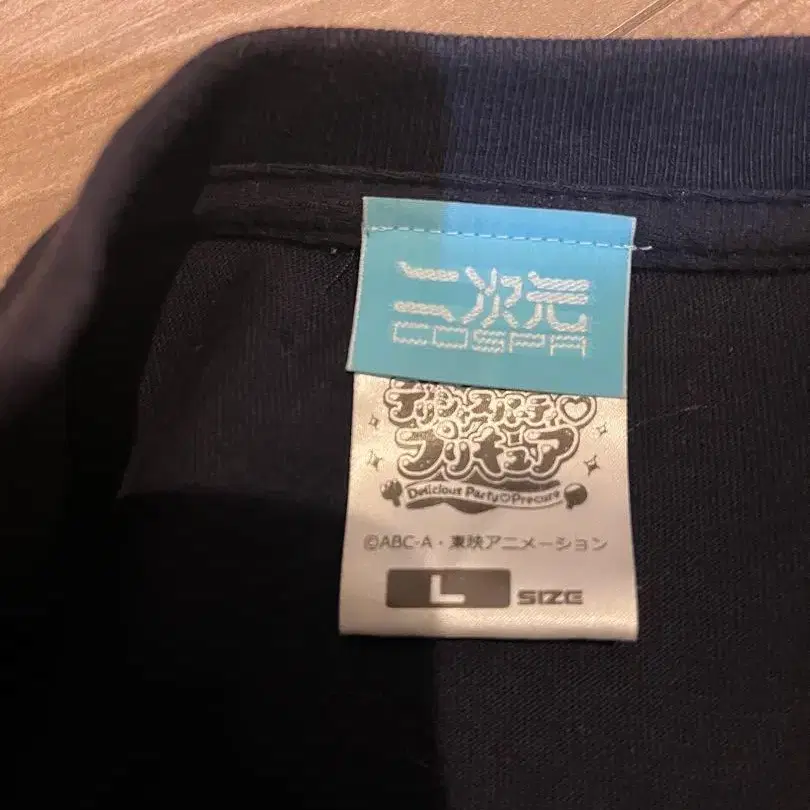 二次元
COSPA
デリシャスパーティ♡
プリキュア
Delicious Party♡Precure
©ABC-A・東映アニメーション
L SIZE